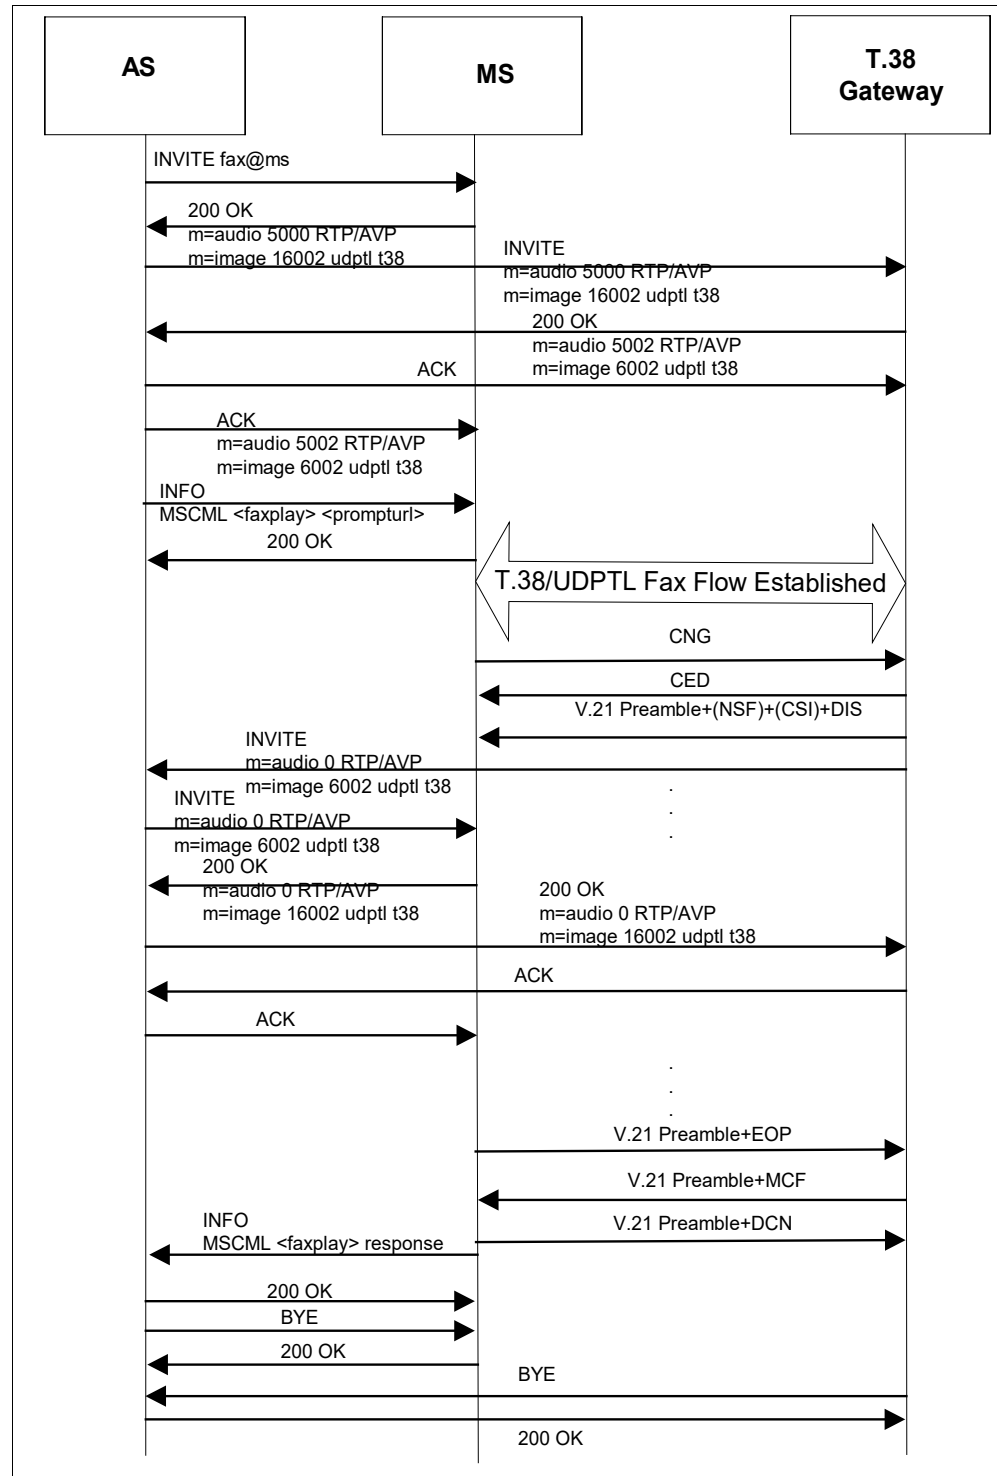 AS
MS
T.38
Gateway
INVITE fax@ms
200 OK
m=audio 5000 RTP/AVP
m=image 16002 udptl t38
INVITE
m=audio 5000 RTP/AVP
m=image 16002 udptl t38
200 OK
m=audio 5002 RTP/AVP
m=image 6002 udptl t38
ACK
ACK
m=audio 5002 RTP/AVP
m=image 6002 udptl t38
INFO
MSCML <faxplay> <prompturl>
200 OK
T.38/UDPTL Fax Flow Established
CNG
CED
V.21 Preamble+(NSF)+(CSI)+DIS
INVITE
m=audio 0 RTP/AVP
m=image 6002 udptl t38
.
.
.
INVITE
m=audio 0 RTP/AVP
m=image 6002 udptl t38
200 OK
m=audio 0 RTP/AVP
m=image 16002 udptl t38
200 OK
m=audio 0 RTP/AVP
m=image 16002 udptl t38
ACK
ACK
.
.
.
V.21 Preamble+EOP
V.21 Preamble+MCF
V.21 Preamble+DCN
INFO
MSCML <faxplay> response
200 OK
BYE
200 OK
BYE
200 OK